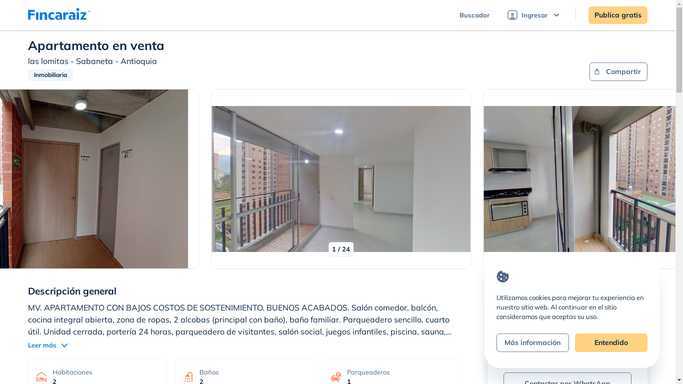 Fincaraiz
Buscador
Ingresar
Publica gratis
Apartamento en venta
las lomitas - Sabaneta - Antioquia
Inmobiliaria
Compartir
1 / 24
Descripción general
MV. APARTAMENTO CON BAJOS COSTOS DE SOSTENIMIENTO. BUENOS ACABADOS. Salón comedor, balcón,
cocina integral abierta, zona de ropas, 2 alcobas (principal con baño), baño familiar. Parqueadero sencillo, cuarto
útil. Unidad cerrada, portería 24 horas, parqueadero de visitantes, salón social, juegos infantiles, piscina, sauna,...
Leer más
Habitaciones
2
Baños
2
Parqueaderos
1
Utilizamos cookies para mejorar tu experiencia en
nuestro sitio web. Al continuar en el sitio
consideramos que aceptas su uso.
Más información
Entendido
Contactar por WhatsApp